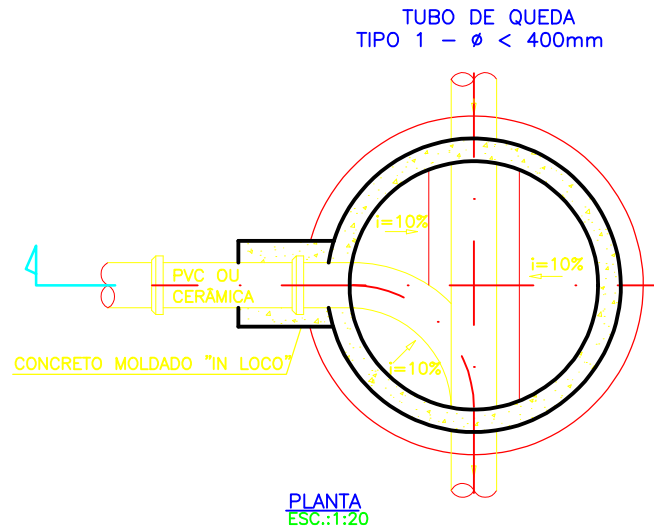 TUBO DE QUEDA
TIPO 1 – Ø < 400mm
i=10%
i=10%
PVC OU
CERÂMICA
CONCRETO MOLDADO "IN LOCO"
i=10%
PLANTA
ESC.:1:20